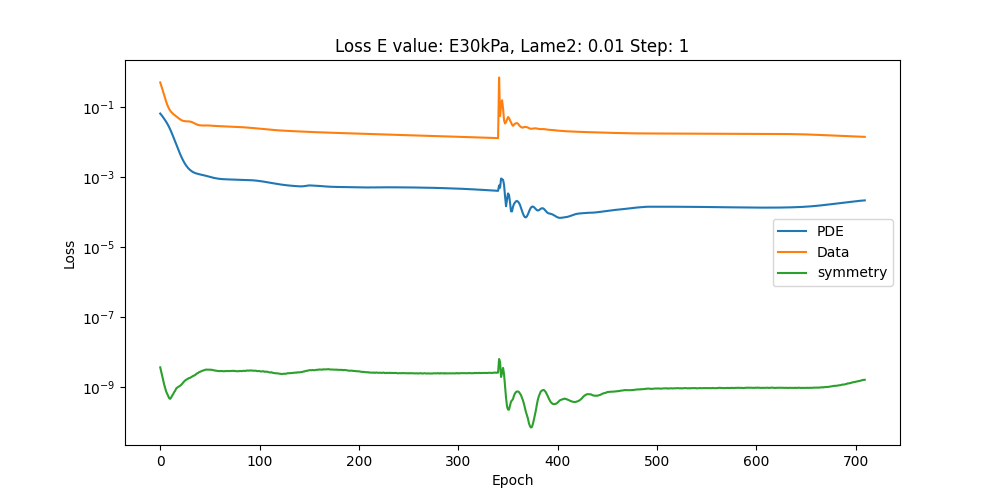 Loss E value: E30kPa, Lame2: 0.01 Step: 1
Loss
10⁻¹
10⁻³
10⁻⁵
10⁻⁷
10⁻⁹
PDE
Data
symmetry
0 100 200 300 400 500 600 700
Epoch